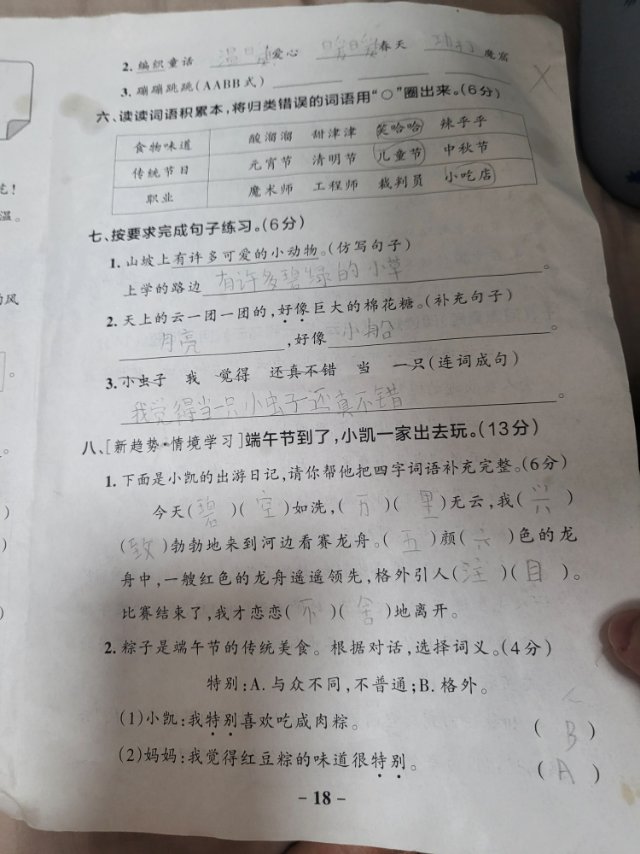 2. 编织童话 温暖爱心 春天 魔窟
3. 蹦蹦跳跳(AABB式)
六、读读词语积累本,将归类错误的词语用“○”圈出来。(6分)
食物味道 酸溜溜 甜津津 笑哈哈 辣乎乎
传统节日 元宵节 清明节 儿童节 中秋节
职业 魔术师 工程师 裁判员 小吃店
七、按要求完成句子练习。(6分)
1. 山坡上有许多可爱的小动物。(仿写句子)
上学的路边有许多碧绿的小草。
2. 天上的云一团一团的,好像巨大的棉花糖。(补充句子)
月亮,好像小船。
3. 小虫子 我 觉得 还真不错 当 一只(连词成句)
我觉得当一只小虫子还真不错。
八、[新趋势·情境学习]端午节到了,小凯一家出去玩。(13分)
1. 下面是小凯的出游日记,请你帮他把四字词语补充完整。(6分)
今天(碧)(空)如洗,(万)(里)无云,我(兴)
(致)勃勃地来到河边看赛龙舟。(五)颜(六)色的龙
舟中,一艘红色的龙舟遥遥领先,格外引人(注)(目)。
比赛结束了,我才恋恋(不)(舍)地离开。
2. 粽子是端午节的传统美食。根据对话,选择词义。(4分)
特别:A. 与众不同,不普通;B. 格外。
(1)小凯:我特别喜欢吃咸肉粽。 (B)
(2)妈妈:我觉得红豆粽的味道很特别。 (A)
- 18 -